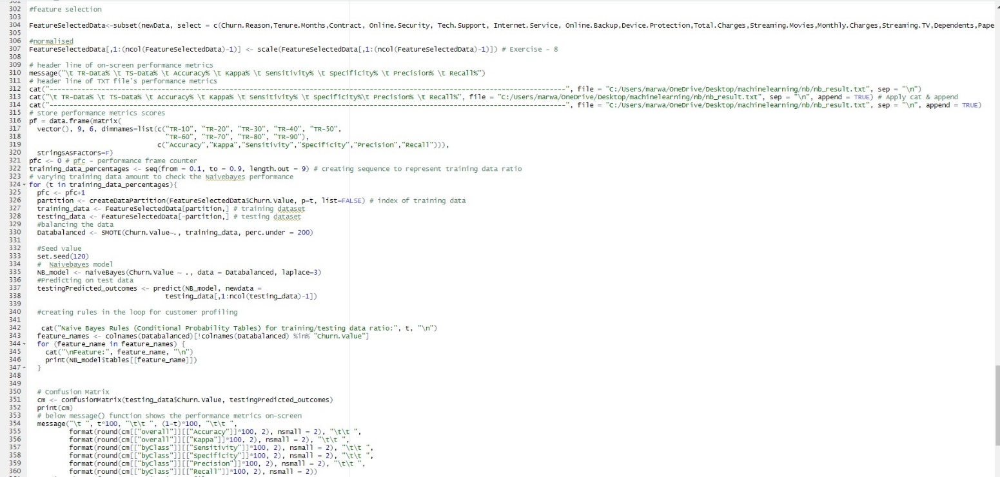 301
302 #feature selection
303
304 FeatureSelectedData<-subset(newData, select = c(Churn.Reason,Tenure.Months,Contract, Online.Security, Tech.Support, Internet.Service, Online.Backup,Device.Protection,Total.Charges,Streaming.Movies,Monthly.Charges,Streaming.TV,Dependents,Pape
305
306 #normalised
307 FeatureSelectedData[,1:(ncol(FeatureSelectedData)-1)] <- scale(FeatureSelectedData[,1:(ncol(FeatureSelectedData)-1)]) # Exercise - 8
308
309 # header line of on-screen performance metrics
310 message("\t TR-Data% \t TS-Data% \t Accuracy% \t Kappa% \t Sensitivity% \t Specificity% \t Precision% \t Recall%")
311 # header line of TXT file's performance metrics
312 cat("------------------------------------------------------------------------------------------------------------------------------", file = "C:/Users/marwa/OneDrive/Desktop/machinelearning/nb/nb_result.txt", sep = "\n")
313 cat("\t TR-Data% \t TS-Data% \t Accuracy% \t Kappa% \t Sensitivity% \t Specificity%\t Precision% \t Recall%", file = "C:/Users/marwa/OneDrive/Desktop/machinelearning/nb/nb_result.txt", sep = "\n", append = TRUE) # Apply cat & append
314 cat("------------------------------------------------------------------------------------------------------------------------------", file = "C:/Users/marwa/OneDrive/Desktop/machinelearning/nb/nb_result.txt", sep = "\n", append = TRUE)
315 # store performance metrics scores
316 pf = data.frame(matrix(
317 vector(), 9, 6, dimnames=list(c("TR-10", "TR-20", "TR-30", "TR-40", "TR-50",
318 "TR-60", "TR-70", "TR-80", "TR-90"),
319 c("Accuracy","Kappa","Sensitivity","Specificity","Precision","Recall"))),
320 stringsAsFactors=F)
321 pfc <- 0 # pfc - performance frame counter
322 training_data_percentages <- seq(from = 0.1, to = 0.9, length.out = 9) # creating sequence to represent training data ratio
323 # varying training data amount to check the Naivebayes performance
324 for (t in training_data_percentages){
325 pfc <- pfc+1
326 partition <- createDataPartition(FeatureSelectedData$Churn.Value, p=t, list=FALSE) # index of training data
327 training_data <- FeatureSelectedData[partition,] # training dataset
328 testing_data <- FeatureSelectedData[-partition,] # testing dataset
329 #balancing the data
330 Databalanced <- SMOTE(Churn.Value~., training_data, perc.under = 200)
331
332 #Seed value
333 set.seed(120)
334 # Naivebayes model
335 NB_model <- naiveBayes(Churn.Value ~ ., data = Databalanced, laplace=3)
336 #Predicting on test data
337 testingPredicted_outcomes <- predict(NB_model, newdata =
338 testing_data[,1:ncol(testing_data)-1])
339
340 #creating rules in the loop for customer profiling
341
342 cat("Naive Bayes Rules (Conditional Probability Tables) for training/testing data ratio:", t, "\n")
343 feature_names <- colnames(Databalanced)[!colnames(Databalanced) %in% "Churn.Value"]
344 for (feature_name in feature_names) {
345 cat("\nFeature:", feature_name, "\n")
346 print(NB_model$tables[[feature_name]])
347 }
348
349
350 # Confusion Matrix
351 cm <- confusionMatrix(testing_data$Churn.Value, testingPredicted_outcomes)
352 print(cm)
353 # below message() function shows the performance metrics on-screen
354 message("\t ", t*100, "\t\t ", (1-t)*100, "\t\t ",
355 format(round(cm[["overall"]][["Accuracy"]]*100, 2), nsmall = 2), "\t\t ",
356 format(round(cm[["overall"]][["Kappa"]]*100, 2), nsmall = 2), "\t\t ",
357 format(round(cm[["byClass"]][["Sensitivity"]]*100, 2), nsmall = 2), "\t\t ",
358 format(round(cm[["byClass"]][["Specificity"]]*100, 2), nsmall = 2), "\t\t ",
359 format(round(cm[["byClass"]][["Precision"]]*100, 2), nsmall = 2), "\t\t ",
360 format(round(cm[["byClass"]][["Recall"]]*100, 2), nsmall = 2))